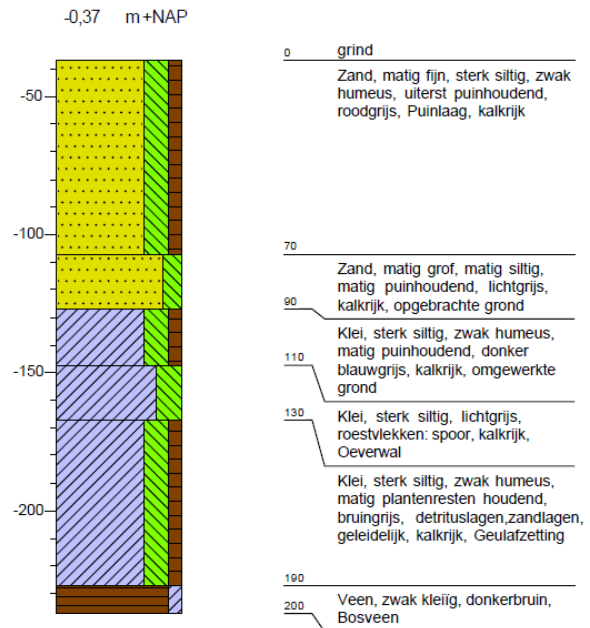 -0,37 m+NAP
-50
-100
-150
-200
0 grind
Zand, matig fijn, sterk siltig, zwak
humeus, uiterst puinhoudend,
roodgrijs, Puinlaag, kalkrijk
70
Zand, matig grof, matig siltig,
matig puinhoudend, lichtgrijs,
kalkrijk, opgebrachte grond
90
Klei, sterk siltig, zwak humeus,
matig puinhoudend, donker
blauwgrijs, kalkrijk, omgewerkte
grond
110
130
Klei, sterk siltig, lichtgrijs,
roestvlekken: spoor, kalkrijk,
Oeverwal
Klei, sterk siltig, zwak humeus,
matig plantenresten houdend,
bruingrijs, detrituslagen,zandlagen,
geleidelijk, kalkrijk, Geulafzetting
190
Veen, zwak kleiïg, donkerbruin,
Bosveen
200